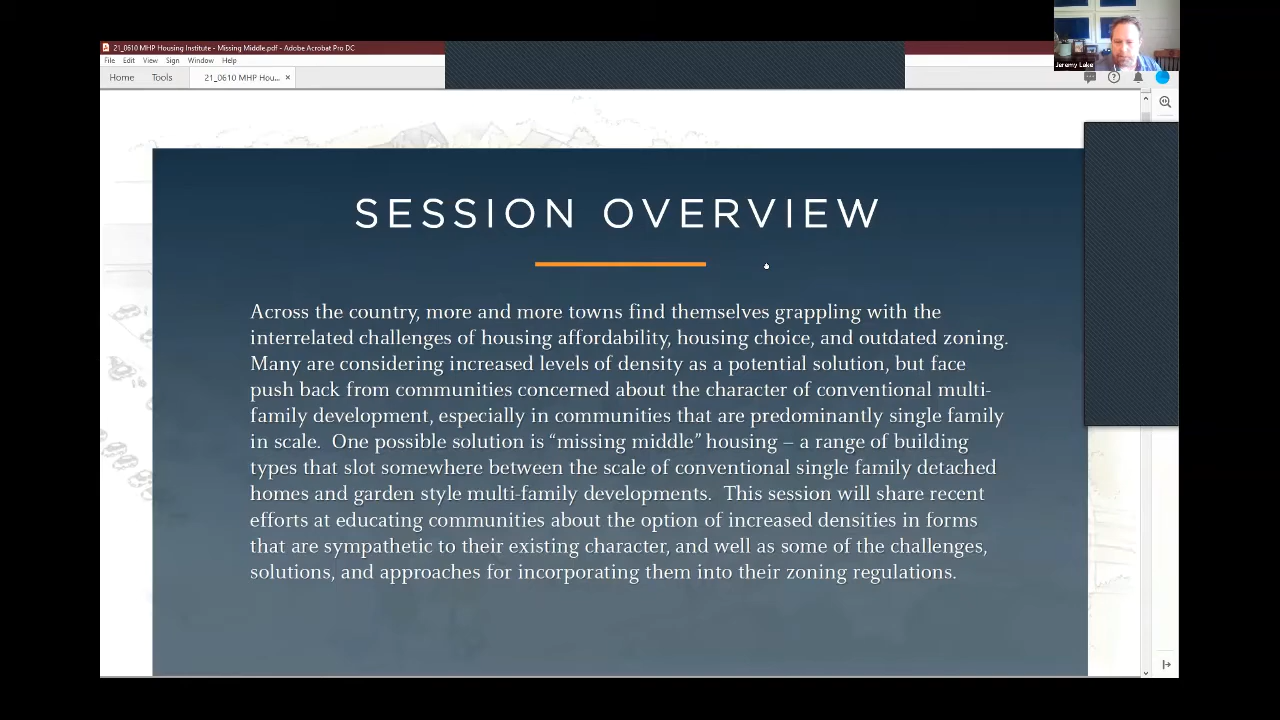 21_0610 MHP Housing Institute - Missing Middle.pdf - Adobe Acrobat Pro DC
Jeremy Lake
File Edit View Sign Window Help
Home Tools 21_0610 MHP Hou... ×
SESSION OVERVIEW
Across the country, more and more towns find themselves grappling with the
interrelated challenges of housing affordability, housing choice, and outdated zoning.
Many are considering increased levels of density as a potential solution, but face
push back from communities concerned about the character of conventional multi-
family development, especially in communities that are predominantly single family
in scale. One possible solution is “missing middle” housing – a range of building
types that slot somewhere between the scale of conventional single family detached
homes and garden style multi-family developments. This session will share recent
efforts at educating communities about the option of increased densities in forms
that are sympathetic to their existing character, and well as some of the challenges,
solutions, and approaches for incorporating them into their zoning regulations.